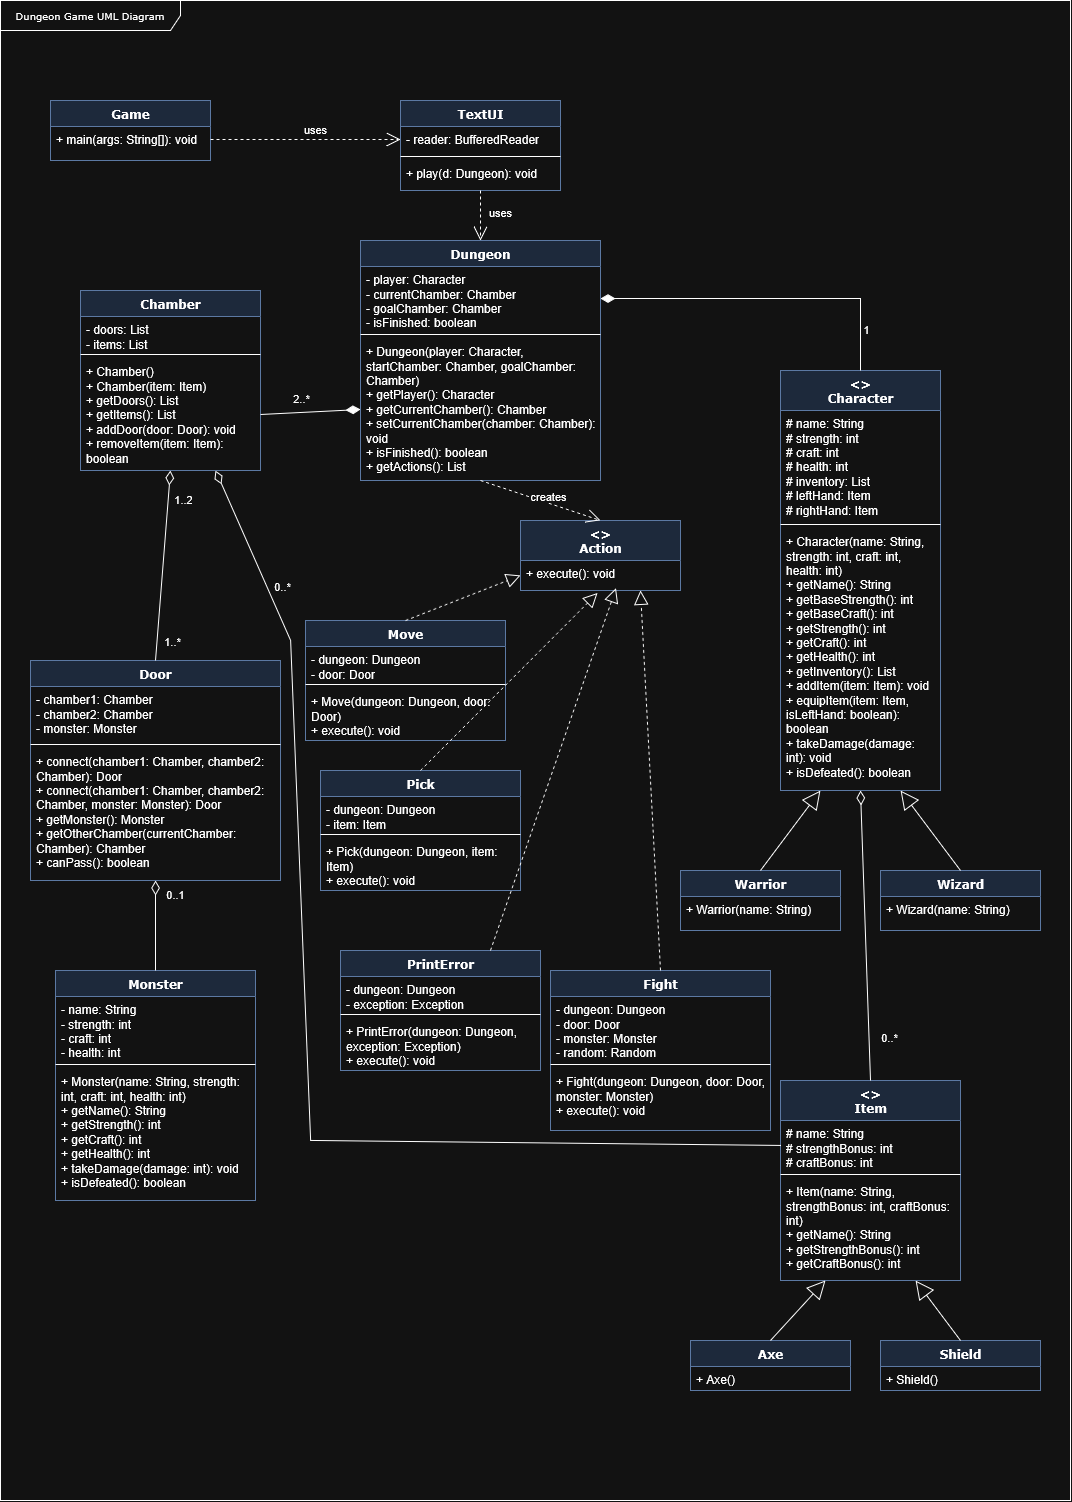 Dungeon Game UML Diagram
Game
+ main(args: String[]): void
uses
TextUI
- reader: BufferedReader
+ play(d: Dungeon): void
uses
Dungeon
- player: Character
- currentChamber: Chamber
- goalChamber: Chamber
- isFinished: boolean
+ Dungeon(player: Character,
startChamber: Chamber, goalChamber:
Chamber)
+ getPlayer(): Character
+ getCurrentChamber(): Chamber
+ setCurrentChamber(chamber: Chamber):
void
+ isFinished(): boolean
+ getActions(): List
Chamber
- doors: List
- items: List
+ Chamber()
+ Chamber(item: Item)
+ getDoors(): List
+ getItems(): List
+ addDoor(door: Door): void
+ removeItem(item: Item):
boolean
2..*
1
1..2
0..*
1..*
creates
<>
Character
# name: String
# strength: int
# craft: int
# health: int
# inventory: List
# leftHand: Item
# rightHand: Item
+ Character(name: String,
strength: int, craft: int,
health: int)
+ getName(): String
+ getBaseStrength(): int
+ getBaseCraft(): int
+ getStrength(): int
+ getCraft(): int
+ getHealth(): int
+ getInventory(): List
+ addItem(item: Item): void
+ equipItem(item: Item,
isLeftHand: boolean):
boolean
+ takeDamage(damage:
int): void
+ isDefeated(): boolean
<>
Action
+ execute(): void
Move
- dungeon: Dungeon
- door: Door
+ Move(dungeon: Dungeon, door:
Door)
+ execute(): void
Door
- chamber1: Chamber
- chamber2: Chamber
- monster: Monster
+ connect(chamber1: Chamber, chamber2:
Chamber): Door
+ connect(chamber1: Chamber, chamber2:
Chamber, monster: Monster): Door
+ getMonster(): Monster
+ getOtherChamber(currentChamber:
Chamber): Chamber
+ canPass(): boolean
0..1
Pick
- dungeon: Dungeon
- item: Item
+ Pick(dungeon: Dungeon, item:
Item)
+ execute(): void
Warrior
+ Warrior(name: String)
Wizard
+ Wizard(name: String)
PrintError
- dungeon: Dungeon
- exception: Exception
+ PrintError(dungeon: Dungeon,
exception: Exception)
+ execute(): void
Fight
- dungeon: Dungeon
- door: Door
- monster: Monster
- random: Random
+ Fight(dungeon: Dungeon, door: Door,
monster: Monster)
+ execute(): void
Monster
- name: String
- strength: int
- craft: int
- health: int
+ Monster(name: String, strength:
int, craft: int, health: int)
+ getName(): String
+ getStrength(): int
+ getCraft(): int
+ getHealth(): int
+ takeDamage(damage: int): void
+ isDefeated(): boolean
0..*
<>
Item
# name: String
# strengthBonus: int
# craftBonus: int
+ Item(name: String,
strengthBonus: int, craftBonus:
int)
+ getName(): String
+ getStrengthBonus(): int
+ getCraftBonus(): int
Axe
+ Axe()
Shield
+ Shield()